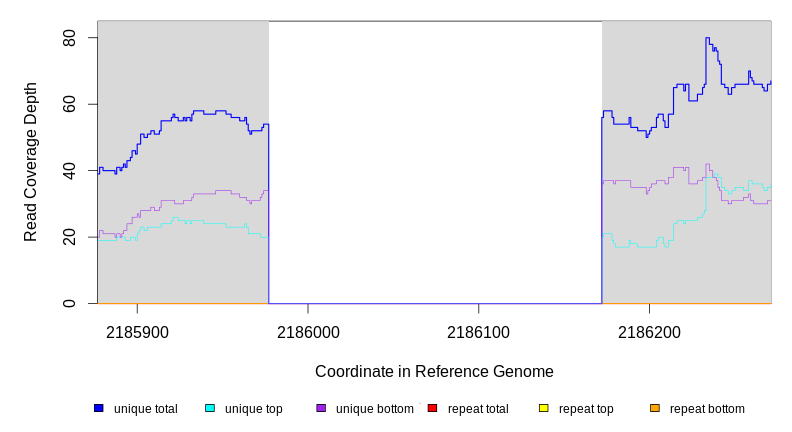 80
60
40
20
0
Read Coverage Depth
2185900 2186000 2186100 2186200
Coordinate in Reference Genome
unique total unique top unique bottom repeat total repeat top repeat bottom